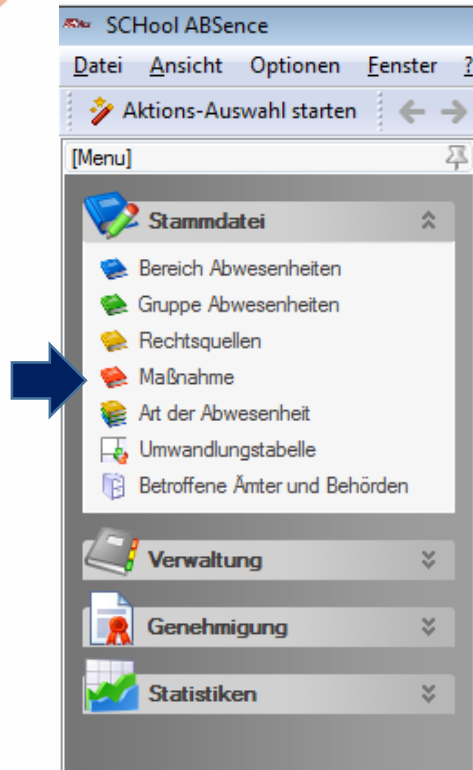 SCHool ABSence
Datei Ansicht Optionen Fenster ?
Aktions-Auswahl starten
[Menu]
Stammdatei
Bereich Abwesenheiten
Gruppe Abwesenheiten
Rechtsquellen
Maßnahme
Art der Abwesenheit
Umwandlungstabelle
Betroffene Ämter und Behörden
Verwaltung
Genehmigung
Statistiken